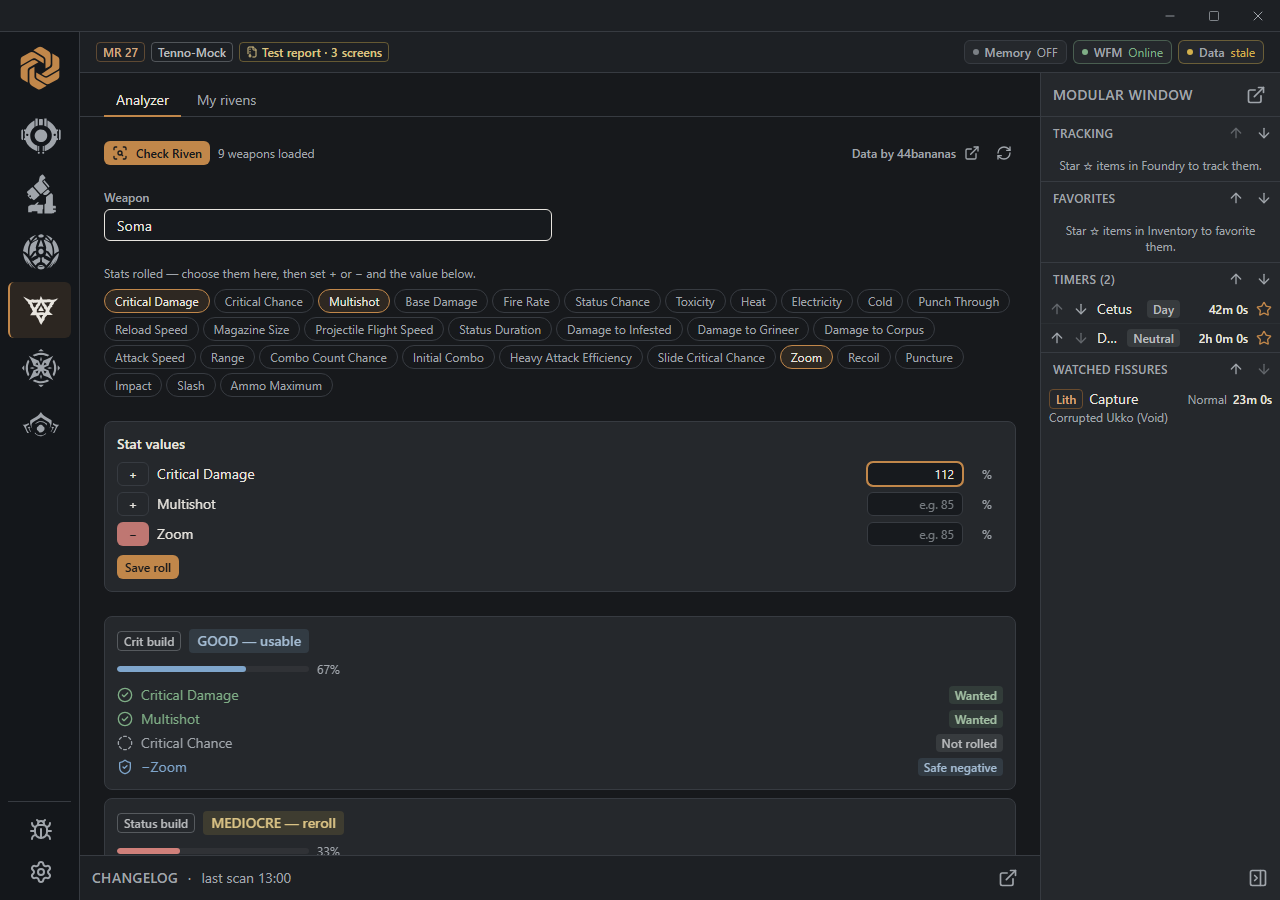 MR 27 Tenno-Mock Test report · 3 screens Memory OFF WFM Online Data stale
Analyzer My rivens
Check Riven 9 weapons loaded Data by 44bananas
Weapon
Soma
Stats rolled — choose them here, then set + or − and the value below.
Critical Damage Critical Chance Multishot Base Damage Fire Rate Status Chance Toxicity Heat Electricity Cold Punch Through
Reload Speed Magazine Size Projectile Flight Speed Status Duration Damage to Infested Damage to Grineer Damage to Corpus
Attack Speed Range Combo Count Chance Initial Combo Heavy Attack Efficiency Slide Critical Chance Zoom Recoil Puncture
Impact Slash Ammo Maximum
Stat values
+ Critical Damage 112 %
+ Multishot e.g. 85 %
− Zoom e.g. 85 %
Save roll
Crit build GOOD — usable
67%
Critical Damage Wanted
Multishot Wanted
Critical Chance Not rolled
−Zoom Safe negative
Status build MEDIOCRE — reroll
33%
CHANGELOG · last scan 13:00
MODULAR WINDOW
TRACKING
Star ☆ items in Foundry to track them.
FAVORITES
Star ☆ items in Inventory to favorite
them.
TIMERS (2)
Cetus Day 42m 0s
D... Neutral 2h 0m 0s
WATCHED FISSURES
Lith Capture Normal 23m 0s
Corrupted Ukko (Void)